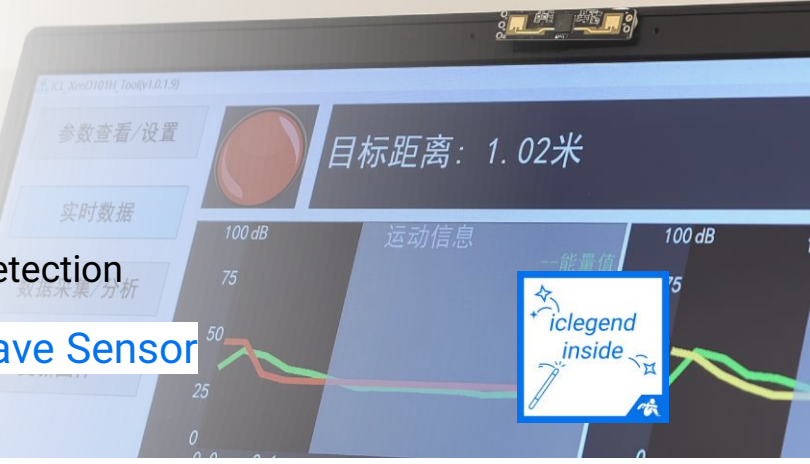 ICL_XenD101H_Tool(v1.0.1.9)
参数查看/设置
目标距离: 1.02米
实时数据
100 dB
运动信息
100 dB
--能量值
etection
数据采集/分析
75
75
iclegend
inside
50
ave Sensor
25
0
0